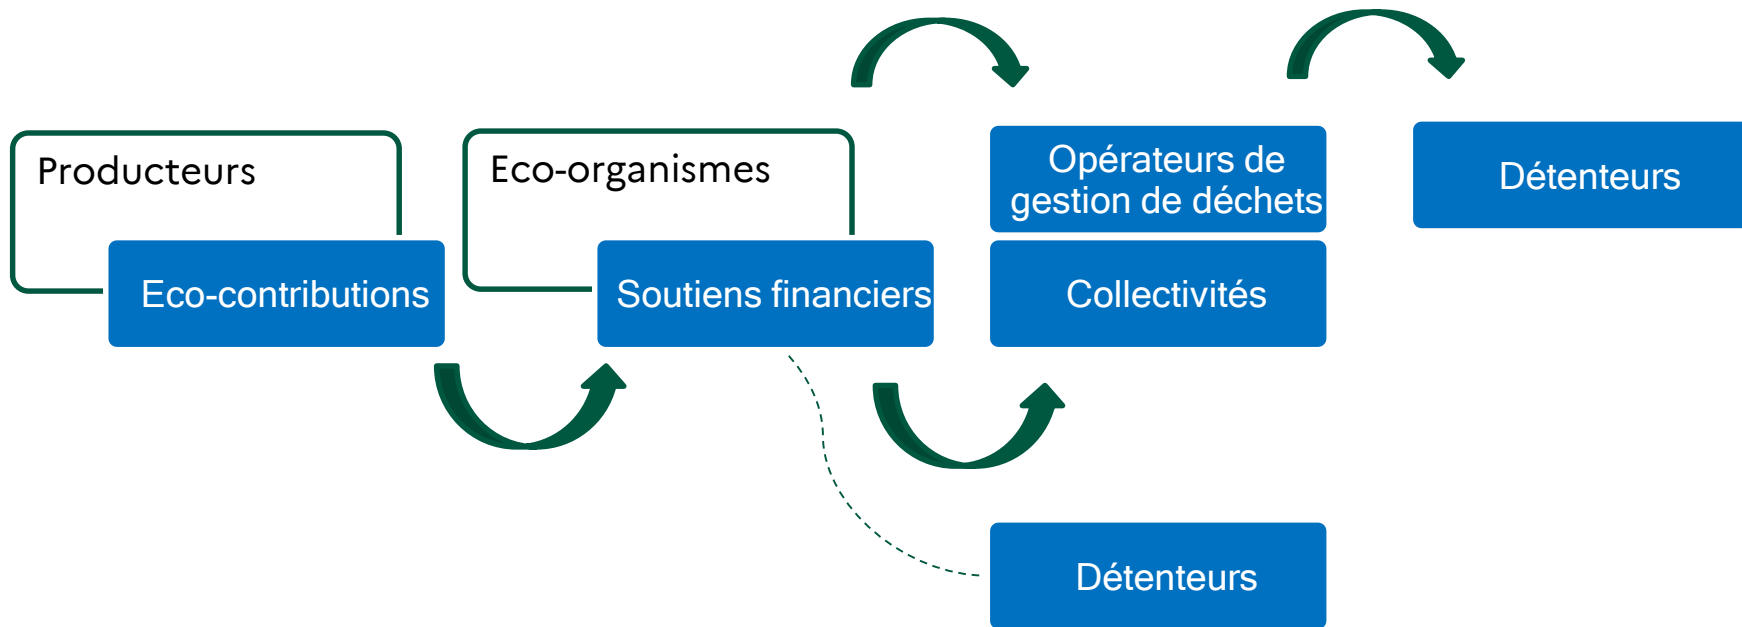 Producteurs
Eco-contributions
Eco-organismes
Soutiens financiers
Opérateurs de
gestion de déchets
Collectivités
Détenteurs
Détenteurs